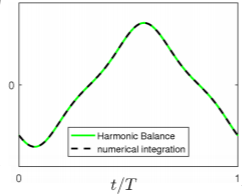 0
Harmonic Balance
numerical integration
0
1
t/T